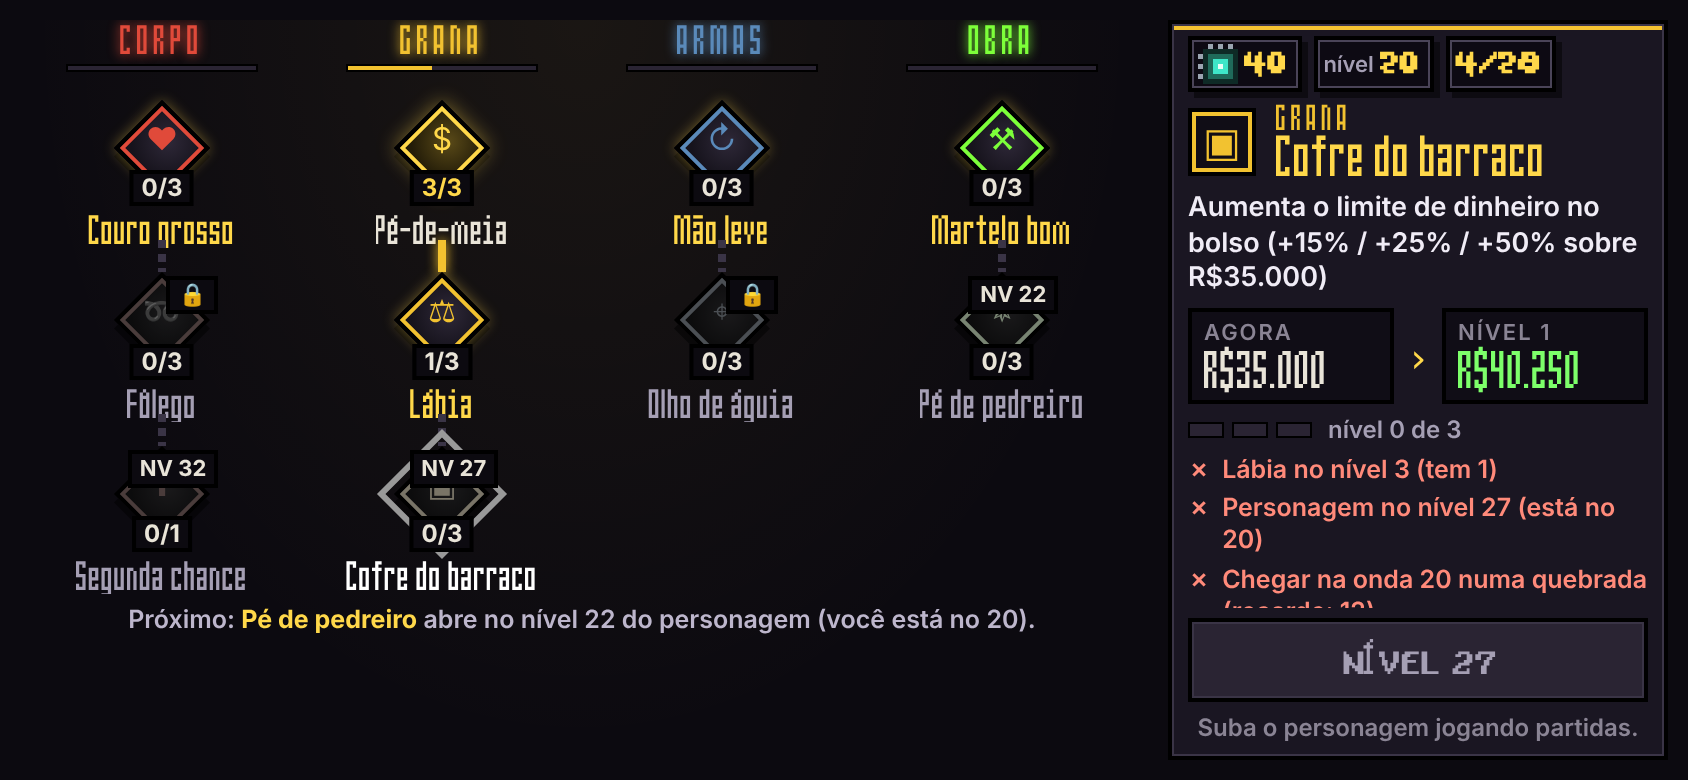 CORPO GRANA ARMAS OBRA
0/3 $ 3/3 0/3 0/3
Couro grosso Pé-de-meia Mão leve Martelo bom
NV 22
0/3 1/3 0/3 0/3
Fôlego Lábia Olho de águia Pé de pedreiro
NV 32 NV 27
0/1 0/3
Segunda chance Cofre do barraco
Próximo: Pé de pedreiro abre no nível 22 do personagem (você está no 20).
40 nível 20 4/28
GRANA
Cofre do barraco
Aumenta o limite de dinheiro no
bolso (+15% / +25% / +50% sobre
R$35.000)
AGORA NÍVEL 1
R$35.000 › R$40.250
nível 0 de 3
× Lábia no nível 3 (tem 1)
× Personagem no nível 27 (está no
20)
× Chegar na onda 20 numa quebrada
NÍVEL 27
Suba o personagem jogando partidas.